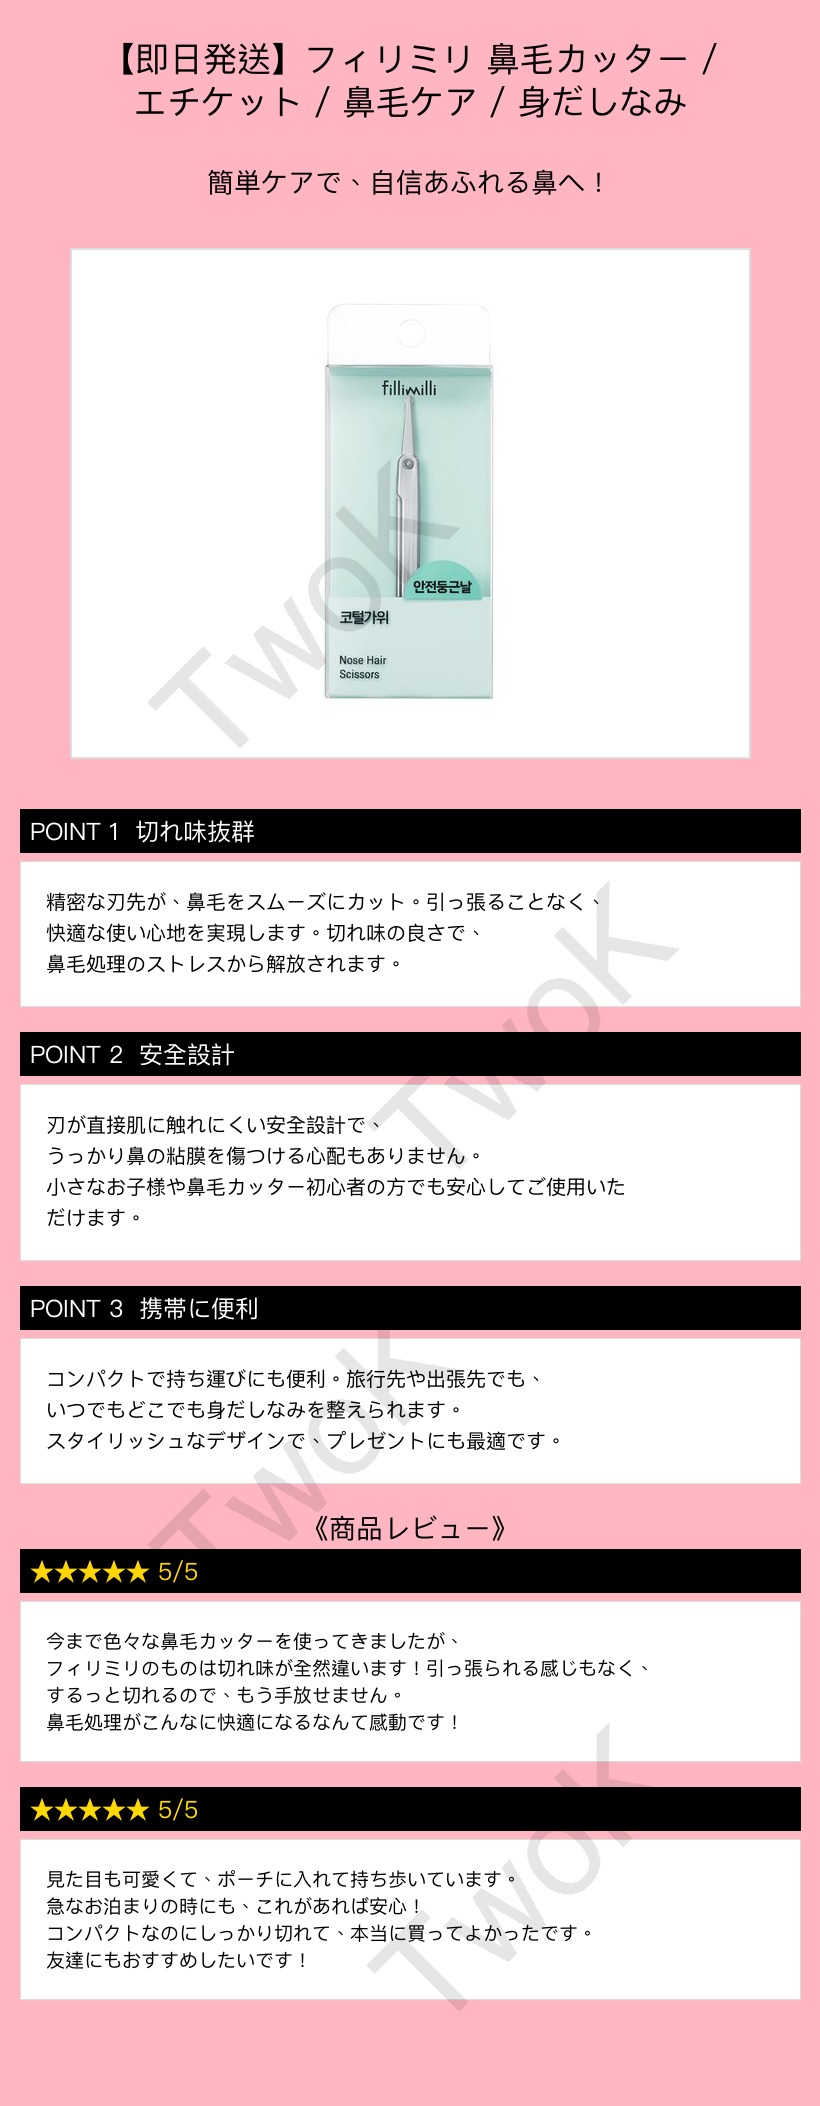 【即日発送】フィリミリ 鼻毛カッター /
エチケット / 鼻毛ケア / 身だしなみ
簡単ケアで、自信あふれる鼻へ！
fillimilli
안전둥근날
코털가위
Nose Hair
Scissors
TwoK
POINT 1 切れ味抜群
精密な刃先が、鼻毛をスムーズにカット。引っ張ることなく、
快適な使い心地を実現します。切れ味の良さで、
鼻毛処理のストレスから解放されます。
TwoK
POINT 2 安全設計
刃が直接肌に触れにくい安全設計で、
うっかり鼻の粘膜を傷つける心配もありません。
小さなお子様や鼻毛カッター初心者の方でも安心してご使用いた
だけます。
POINT 3 携帯に便利
コンパクトで持ち運びにも便利。旅行先や出張先でも、
いつでもどこでも身だしなみを整えられます。
スタイリッシュなデザインで、プレゼントにも最適です。
TwoK
《商品レビュー》
★★★★★ 5/5
今まで色々な鼻毛カッターを使ってきましたが、
フィリミリのものは切れ味が全然違います！引っ張られる感じもなく、
するっと切れるので、もう手放せません。
鼻毛処理がこんなに快適になるなんて感動です！
★★★★★ 5/5
見た目も可愛くて、ポーチに入れて持ち歩いています。
急なお泊まりの時にも、これがあれば安心！
コンパクトなのにしっかり切れて、本当に買ってよかったです。
友達にもおすすめしたいです！
TwoK